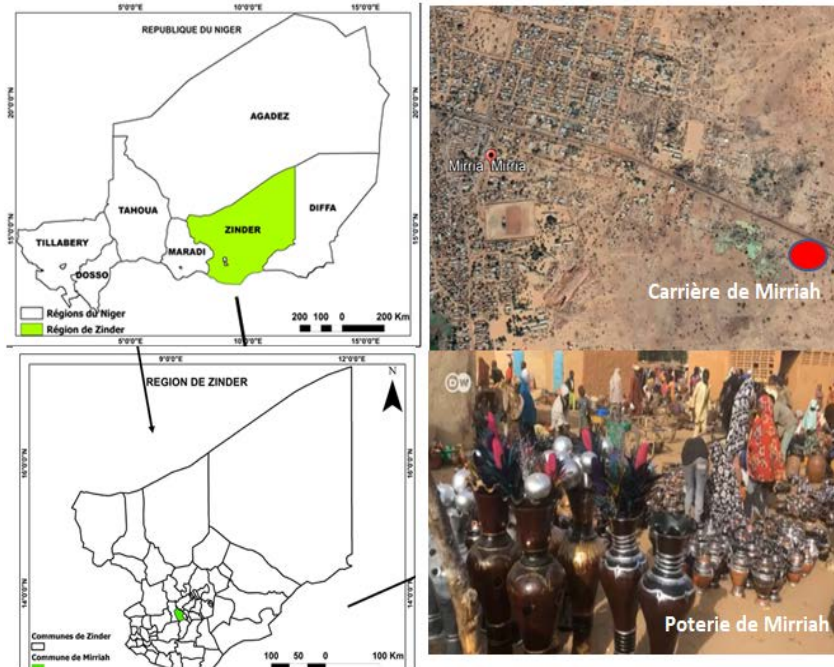 5°0'0"E 10°0'0"E 15°0'0"E
REPUBLIQUE DU NIGER
20°0'0"N
15°0'0"N
AGADEZ
TAHOUA
ZINDER
DIFFA
TILLABERY
MARADI
DOSSO
Régions du Niger
Région de Zinder
200 100 0 200 Km
5°0'0"E 10°0'0"E 15°0'0"E
Mirria Mirria
Carrière de Mirriah
9°0'0"E 12°0'0"E
REGION DE ZINDER
N
16°0'0"N
14°0'0"N
Communes de Zinder
Commune de Mirriah
100 50 0 100 Km
DW
Poterie de Mirriah